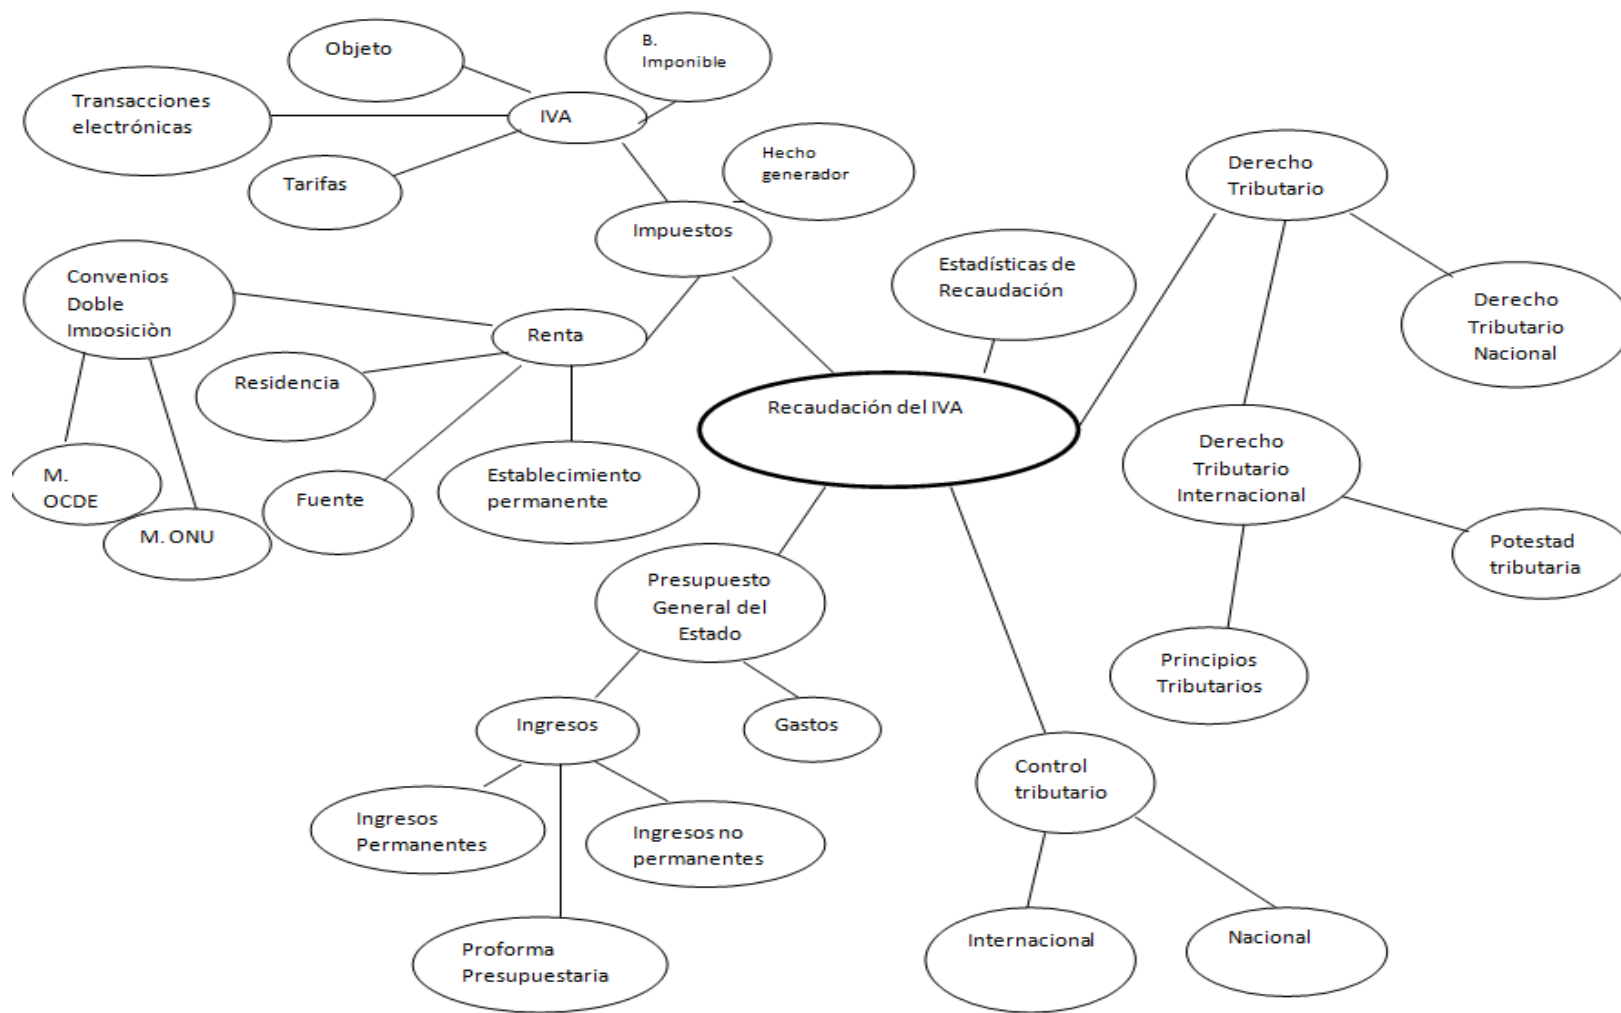 Objeto
B.
Imponible
Transacciones
electrónicas
IVA
Tarifas
Hecho
generador
Impuestos
Derecho
Tributario
Convenios
Doble
Imposiciòn
Estadísticas de
Recaudación
Derecho
Tributario
Nacional
Renta
Residencia
Recaudación del IVA
M.
OCDE
M. ONU
Fuente
Establecimiento
permanente
Derecho
Tributario
Internacional
Potestad
tributaria
Presupuesto
General del
Estado
Principios
Tributarios
Ingresos
Gastos
Control
tributario
Ingresos
Permanentes
Ingresos no
permanentes
Proforma
Presupuestaria
Internacional
Nacional